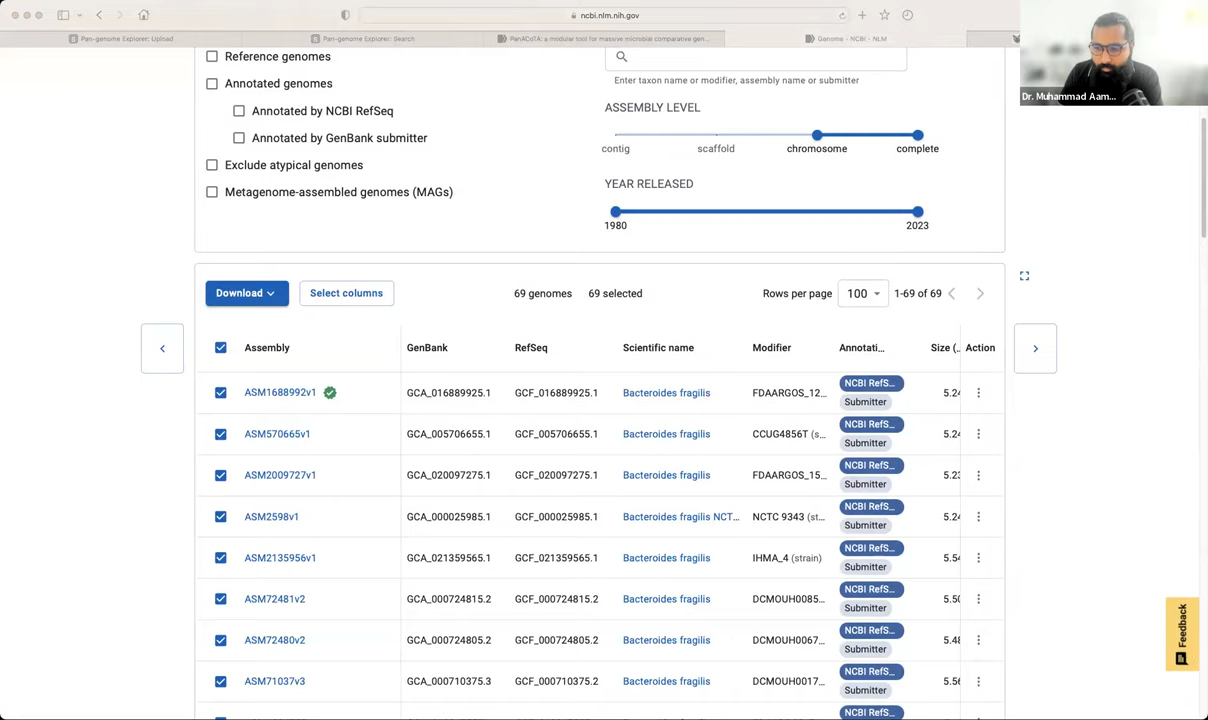 ncbi.nlm.nih.gov
Pan-genome Explorer: Upload
Pan-genome Explorer: Search
PanACoTA: a modular tool for massive microbial comparative gen...
Genome - NCBI - NLM
Dr. Muhammad Aam...
Reference genomes
Annotated genomes
Annotated by NCBI RefSeq
Annotated by GenBank submitter
Exclude atypical genomes
Metagenome-assembled genomes (MAGs)
Enter taxon name or modifier, assembly name or submitter
ASSEMBLY LEVEL
contig scaffold chromosome complete
YEAR RELEASED
1980 2023
Download Select columns 69 genomes 69 selected Rows per page 100 1-69 of 69
Assembly GenBank RefSeq Scientific name Modifier Annotati... Size (.. Action
ASM1688992v1 GCA_016889925.1 GCF_016889925.1 Bacteroides fragilis FDAARGOS_12... NCBI RefS... Submitter 5.24
ASM570665v1 GCA_005706655.1 GCF_005706655.1 Bacteroides fragilis CCUG4856T (s... NCBI RefS... Submitter 5.24
ASM2009727v1 GCA_020097275.1 GCF_020097275.1 Bacteroides fragilis FDAARGOS_15... NCBI RefS... Submitter 5.23
ASM2598v1 GCA_000025985.1 GCF_000025985.1 Bacteroides fragilis NCT... NCTC 9343 (st... NCBI RefS... Submitter 5.24
ASM2135956v1 GCA_021359565.1 GCF_021359565.1 Bacteroides fragilis IHMA_4 (strain) NCBI RefS... Submitter 5.54
ASM72481v2 GCA_000724815.2 GCF_000724815.2 Bacteroides fragilis DCMOUH0085... NCBI RefS... Submitter 5.50
ASM72480v2 GCA_000724805.2 GCF_000724805.2 Bacteroides fragilis DCMOUH0067... NCBI RefS... Submitter 5.48
ASM71037v3 GCA_000710375.3 GCF_000710375.2 Bacteroides fragilis DCMOUH0017... NCBI RefS... Submitter 5.56
NCBI RefS...
Feedback